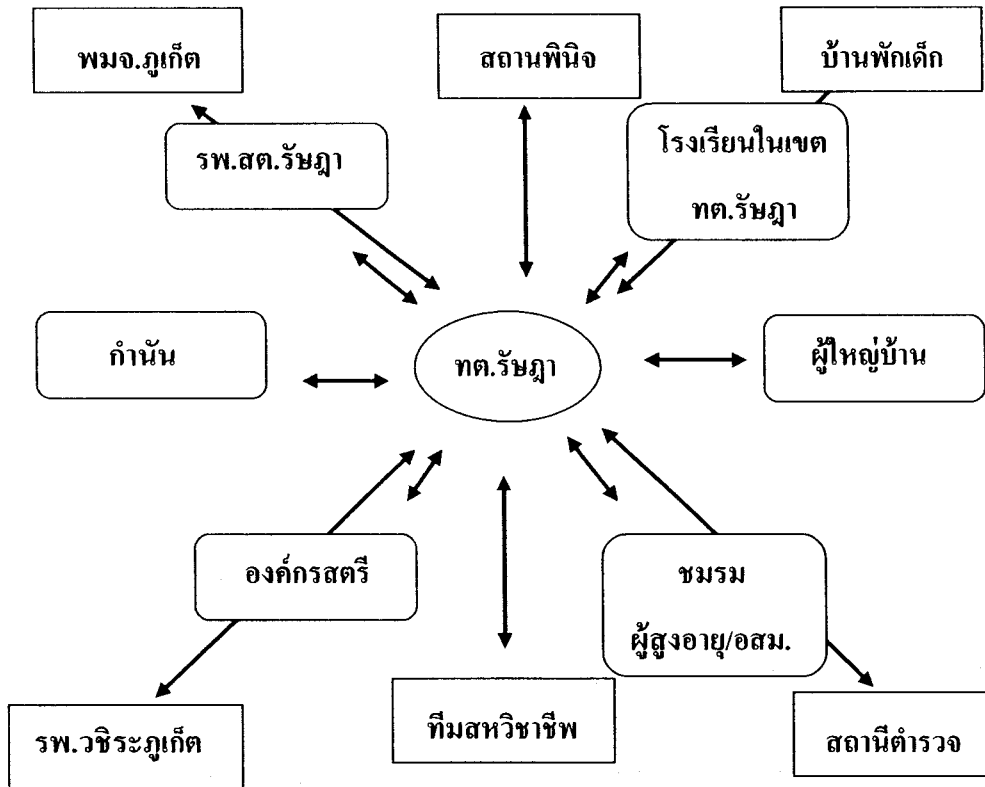 พมจ.ภูเก็ต
สถานพินิจ
บ้านพักเด็ก
รพ.สต.รัษฎา
โรงเรียนในเขต
ทต.รัษฎา
กำนัน
ทต.รัษฎา
ผู้ใหญ่บ้าน
องค์กรสตรี
ชมรม
ผู้สูงอายุ/อสม.
รพ.วชิระภูเก็ต
ทีมสหวิชาชีพ
สถานีตำรวจ